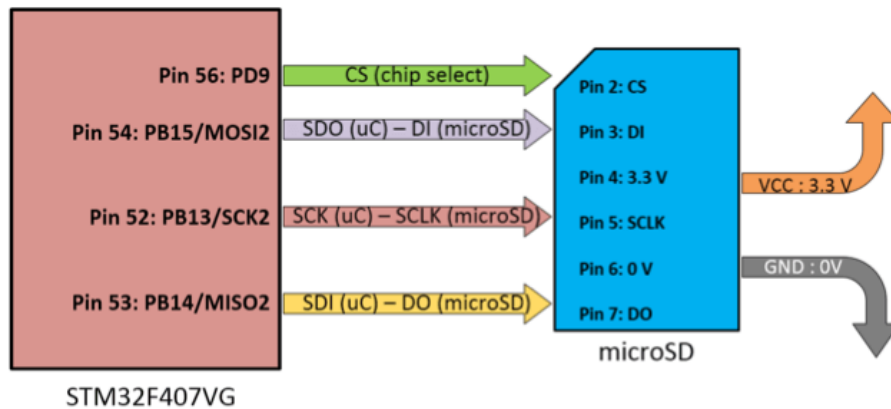 Pin 56: PD9
CS (chip select)
Pin 2: CS
Pin 54: PB15/MOSI2
SDO (uC) – DI (microSD)
Pin 3: DI
Pin 4: 3.3 V
VCC : 3.3 V
Pin 52: PB13/SCK2
SCK (uC) – SCLK (microSD)
Pin 5: SCLK
Pin 6: 0 V
GND : 0V
Pin 53: PB14/MISO2
SDI (uC) – DO (microSD)
Pin 7: DO
microSD
STM32F407VG